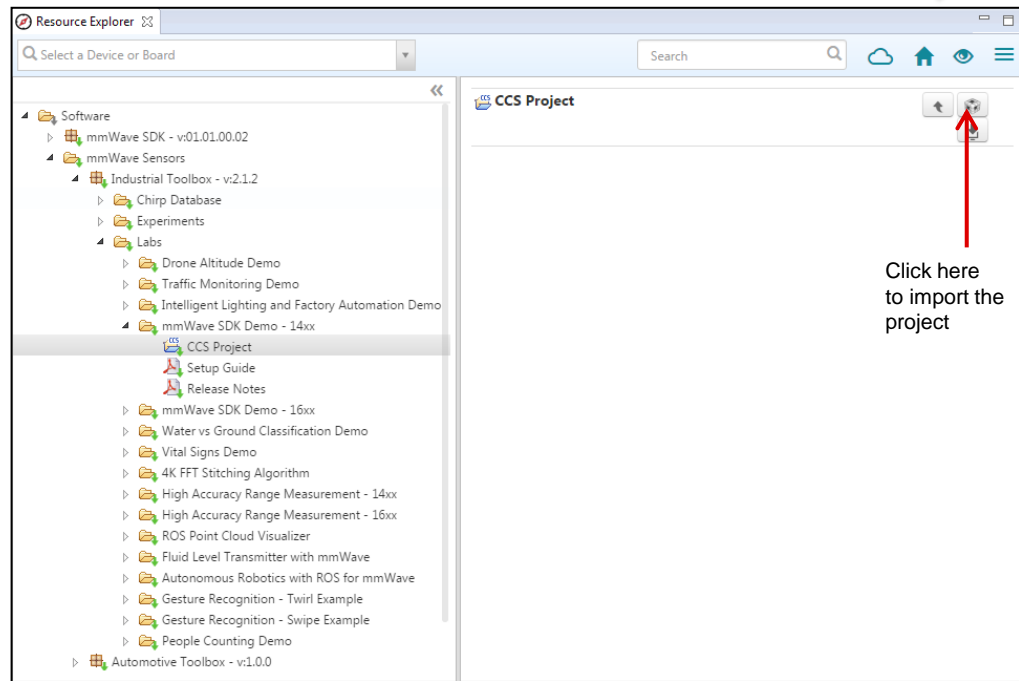 Resource Explorer
Select a Device or Board
Search
Software
mmWave SDK - v:01.01.00.02
mmWave Sensors
Industrial Toolbox - v:2.1.2
Chirp Database
Experiments
Labs
Drone Altitude Demo
Traffic Monitoring Demo
Intelligent Lighting and Factory Automation Demo
mmWave SDK Demo - 14xx
CCS Project
Setup Guide
Release Notes
mmWave SDK Demo - 16xx
Water vs Ground Classification Demo
Vital Signs Demo
4K FFT Stitching Algorithm
High Accuracy Range Measurement - 14xx
High Accuracy Range Measurement - 16xx
ROS Point Cloud Visualizer
Fluid Level Transmitter with mmWave
Autonomous Robotics with ROS for mmWave
Gesture Recognition - Twirl Example
Gesture Recognition - Swipe Example
People Counting Demo
Automotive Toolbox - v:1.0.0
CCS Project
Click here
to import the
project